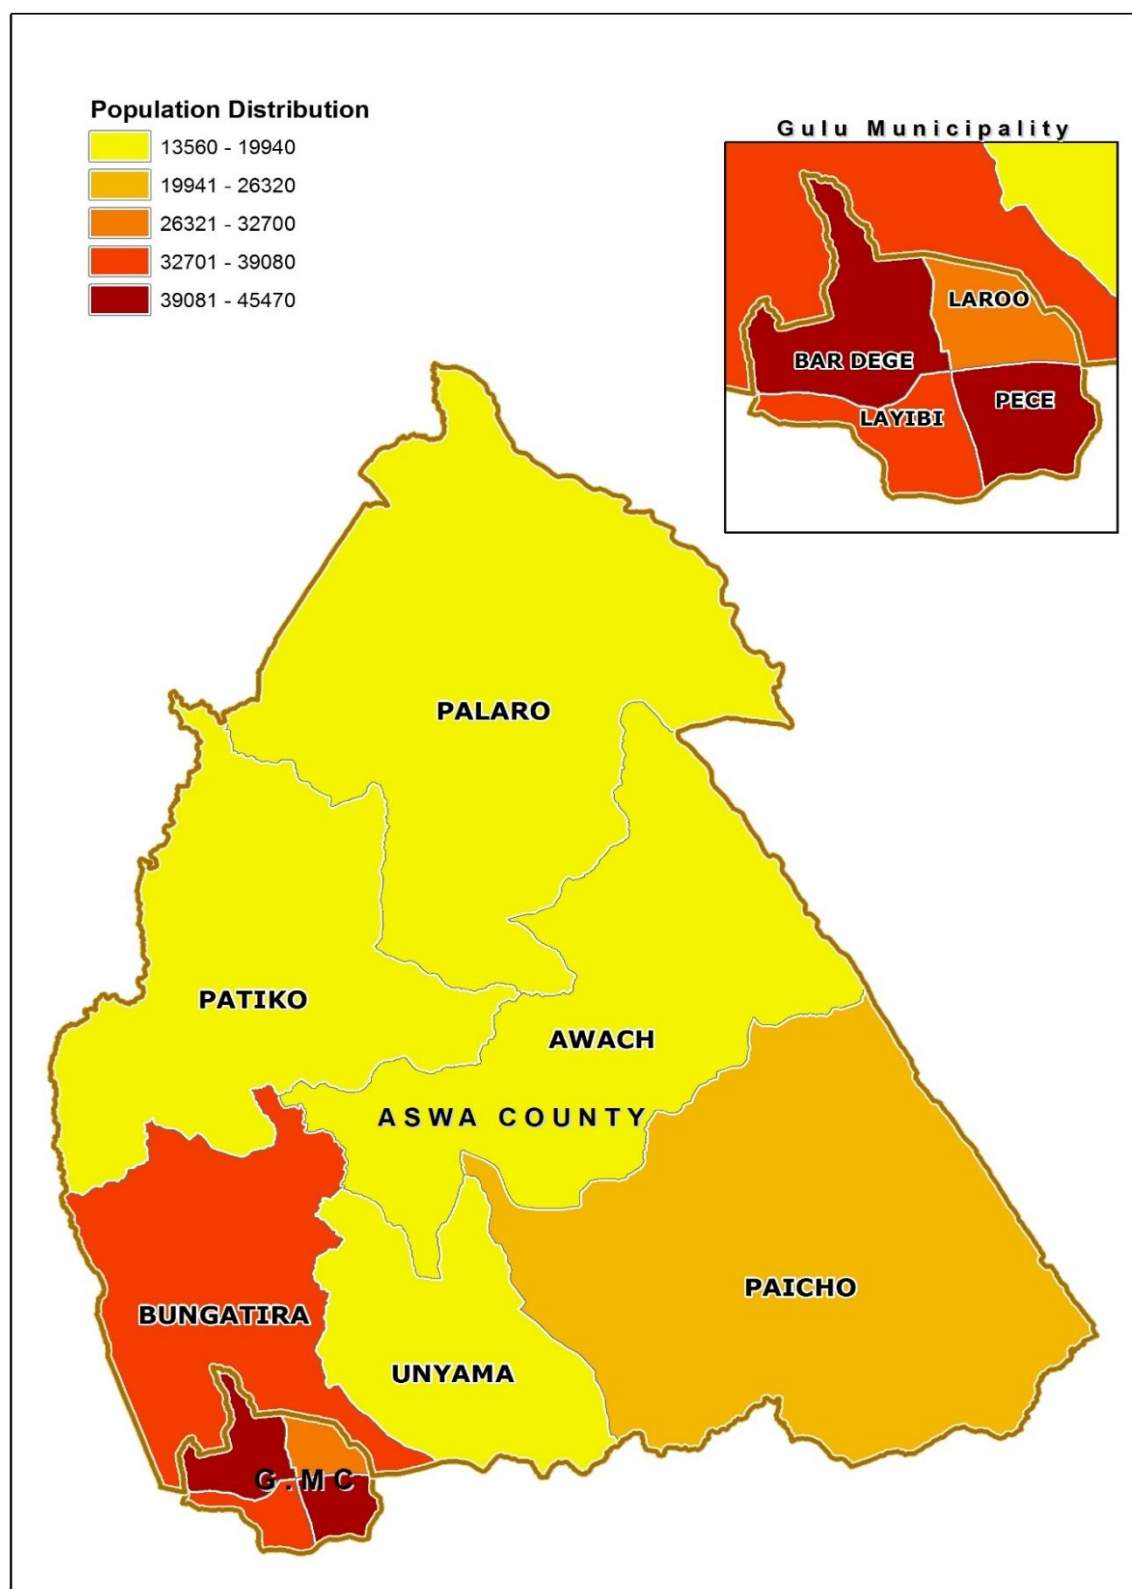 Population Distribution
13560 - 19940
19941 - 26320
26321 - 32700
32701 - 39080
39081 - 45470
Gulu Municipality
LAROO
BAR DEGE
PECE
LAYIBI
PALARO
PATIKO
AWACH
ASWA COUNTY
PAICHO
BUNGATIRA
UNYAMA
G.MC